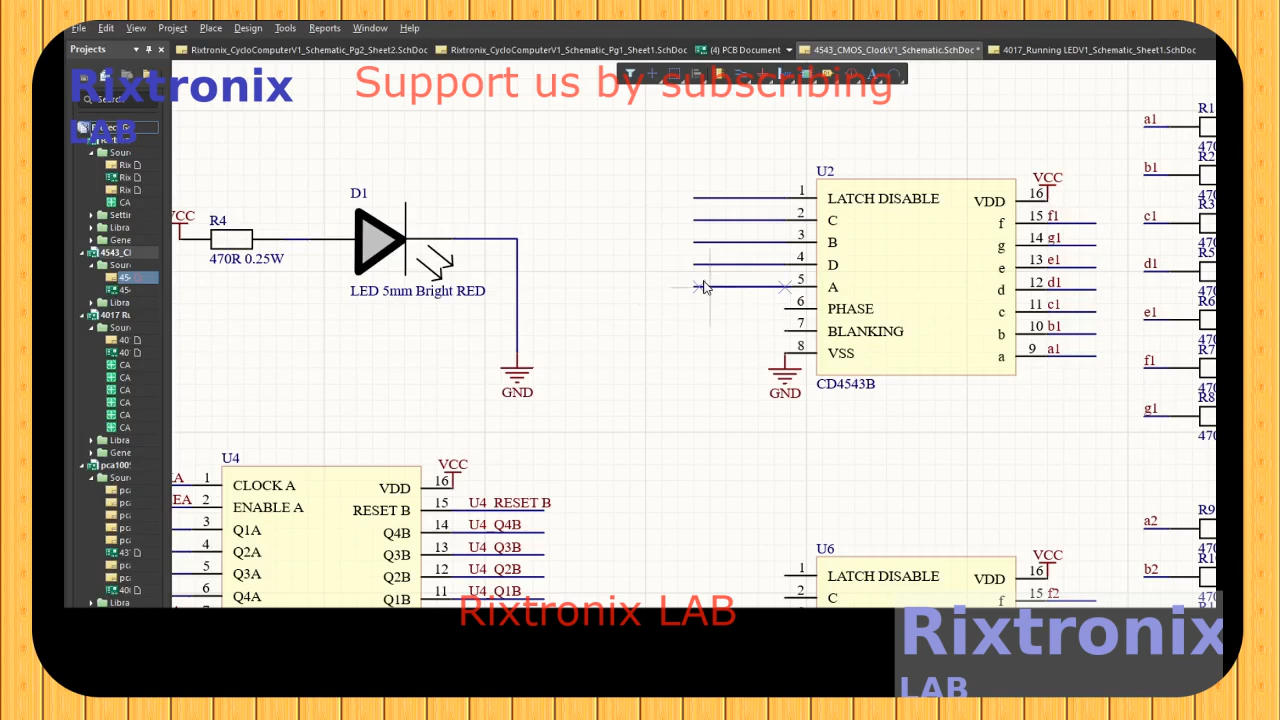 File Edit View Project Place Design Tools Reports Window Help
Projects
Rixtronix_CycloComputerV1_Schematic_Pg2_Sheet2.SchDoc
Rixtronix_CycloComputerV1_Schematic_Pg1_Sheet1.SchDoc
(4) PCB Document
4543_CMOS_ClockV1_Schematic.SchDoc *
4017_Running LEDV1_Schematic_Sheet1.SchDoc
Rixtronix
LAB
Support us by subscribing
D1
VCC
R4
470R 0.25W
LED 5mm Bright RED
GND
U2
1 LATCH DISABLE
2 C
3 B
4 D
5 A
6 PHASE
7 BLANKING
8 VSS
VCC
VDD 16
f 15 f1
g 14 g1
e 13 e1
d 12 d1
c 11 c1
b 10 b1
a 9 a1
GND
CD4543B
a1 R1
470
b1 R2
c1 R3
d1 R5
e1 R6
f1 R7
470
g1 R8
470
U4
1 CLOCK A
EA 2 ENABLE A
3 Q1A
4 Q2A
5 Q3A
6 Q4A
VCC
VDD 16
RESET B 15 U4_RESET B
Q4B 14 U4_Q4B
Q3B 13 U4_Q3B
Q2B 12 U4_Q2B
Q1B 11 U4_Q1B
U6
1 LATCH DISABLE
2 C
VCC
VDD 16
f 15 f2
a2 R9
470
b2
Rixtronix LAB
Rixtronix
LAB